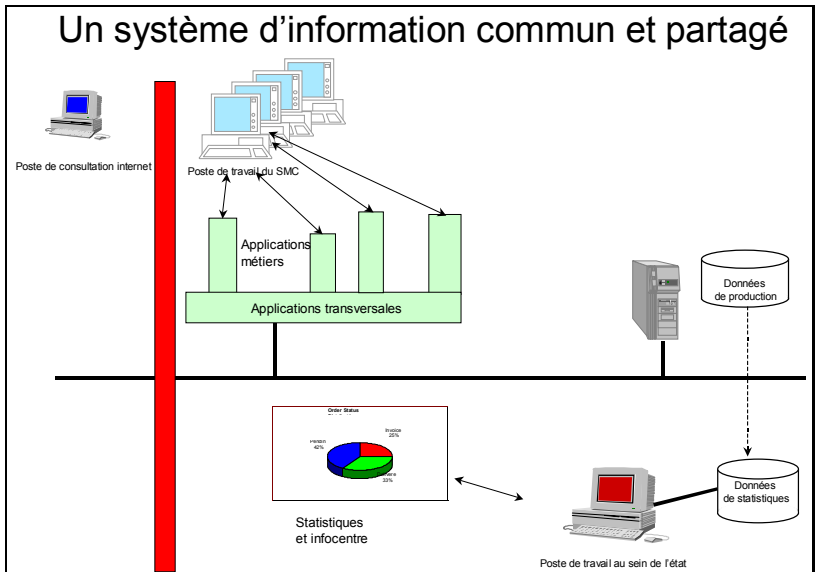 Un système d'information commun et partagé
Poste de consultation internet
Poste de travail du SMC
Applications
métiers
Applications transversales
Données
de production
Order Status
Invoice
25%
42%
33%
Données
de statistiques
Statistiques
et infocentre
Poste de travail au sein de l'état